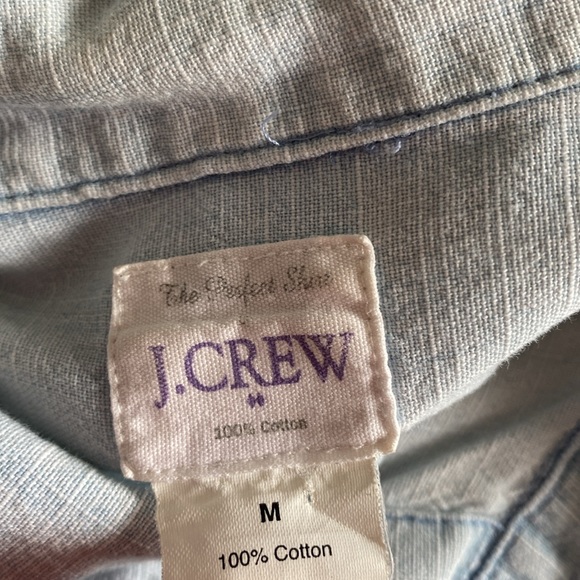 The Perfect Shirt
J.CREW
100% Cotton
M
100% Cotton